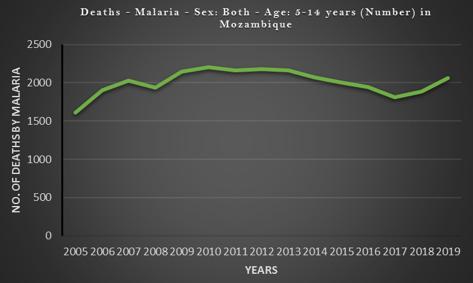 Deaths - Malaria - Sex: Both - Age: 5-14 years (Number) in
Mozambique
2500
2000
1500
1000
500
0
NO. OF DEATHS BY MALARIA
2005 2006 2007 2008 2009 2010 2011 2012 2013 2014 2015 2016 2017 2018 2019
YEARS